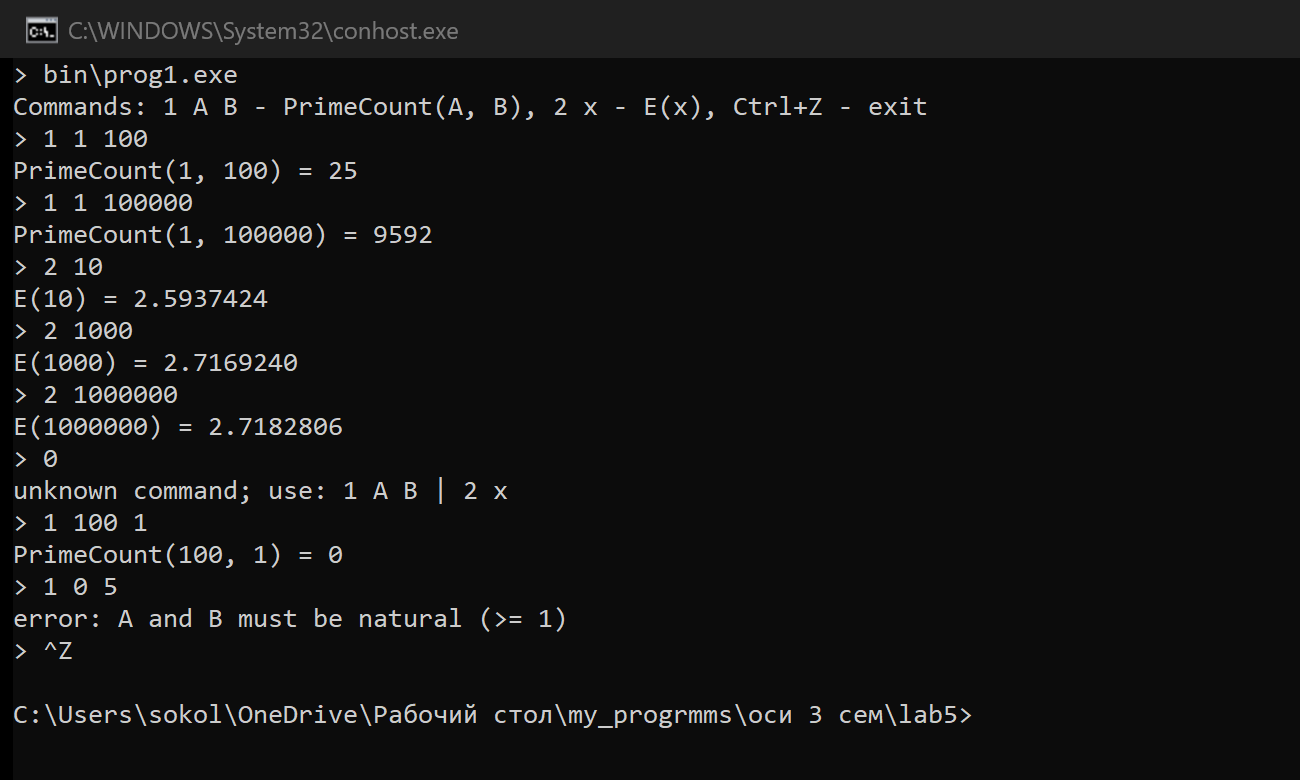 C:\WINDOWS\System32\conhost.exe
> bin\prog1.exe
Commands: 1 A B - PrimeCount(A, B), 2 x - E(x), Ctrl+Z - exit
> 1 1 100
PrimeCount(1, 100) = 25
> 1 1 100000
PrimeCount(1, 100000) = 9592
> 2 10
E(10) = 2.5937424
> 2 1000
E(1000) = 2.7169240
> 2 1000000
E(1000000) = 2.7182806
> 0
unknown command; use: 1 A B | 2 x
> 1 100 1
PrimeCount(100, 1) = 0
> 1 0 5
error: A and B must be natural (>= 1)
> ^Z
C:\Users\sokol\OneDrive\Рабочий стол\my_progrmms\оси 3 сем\lab5>